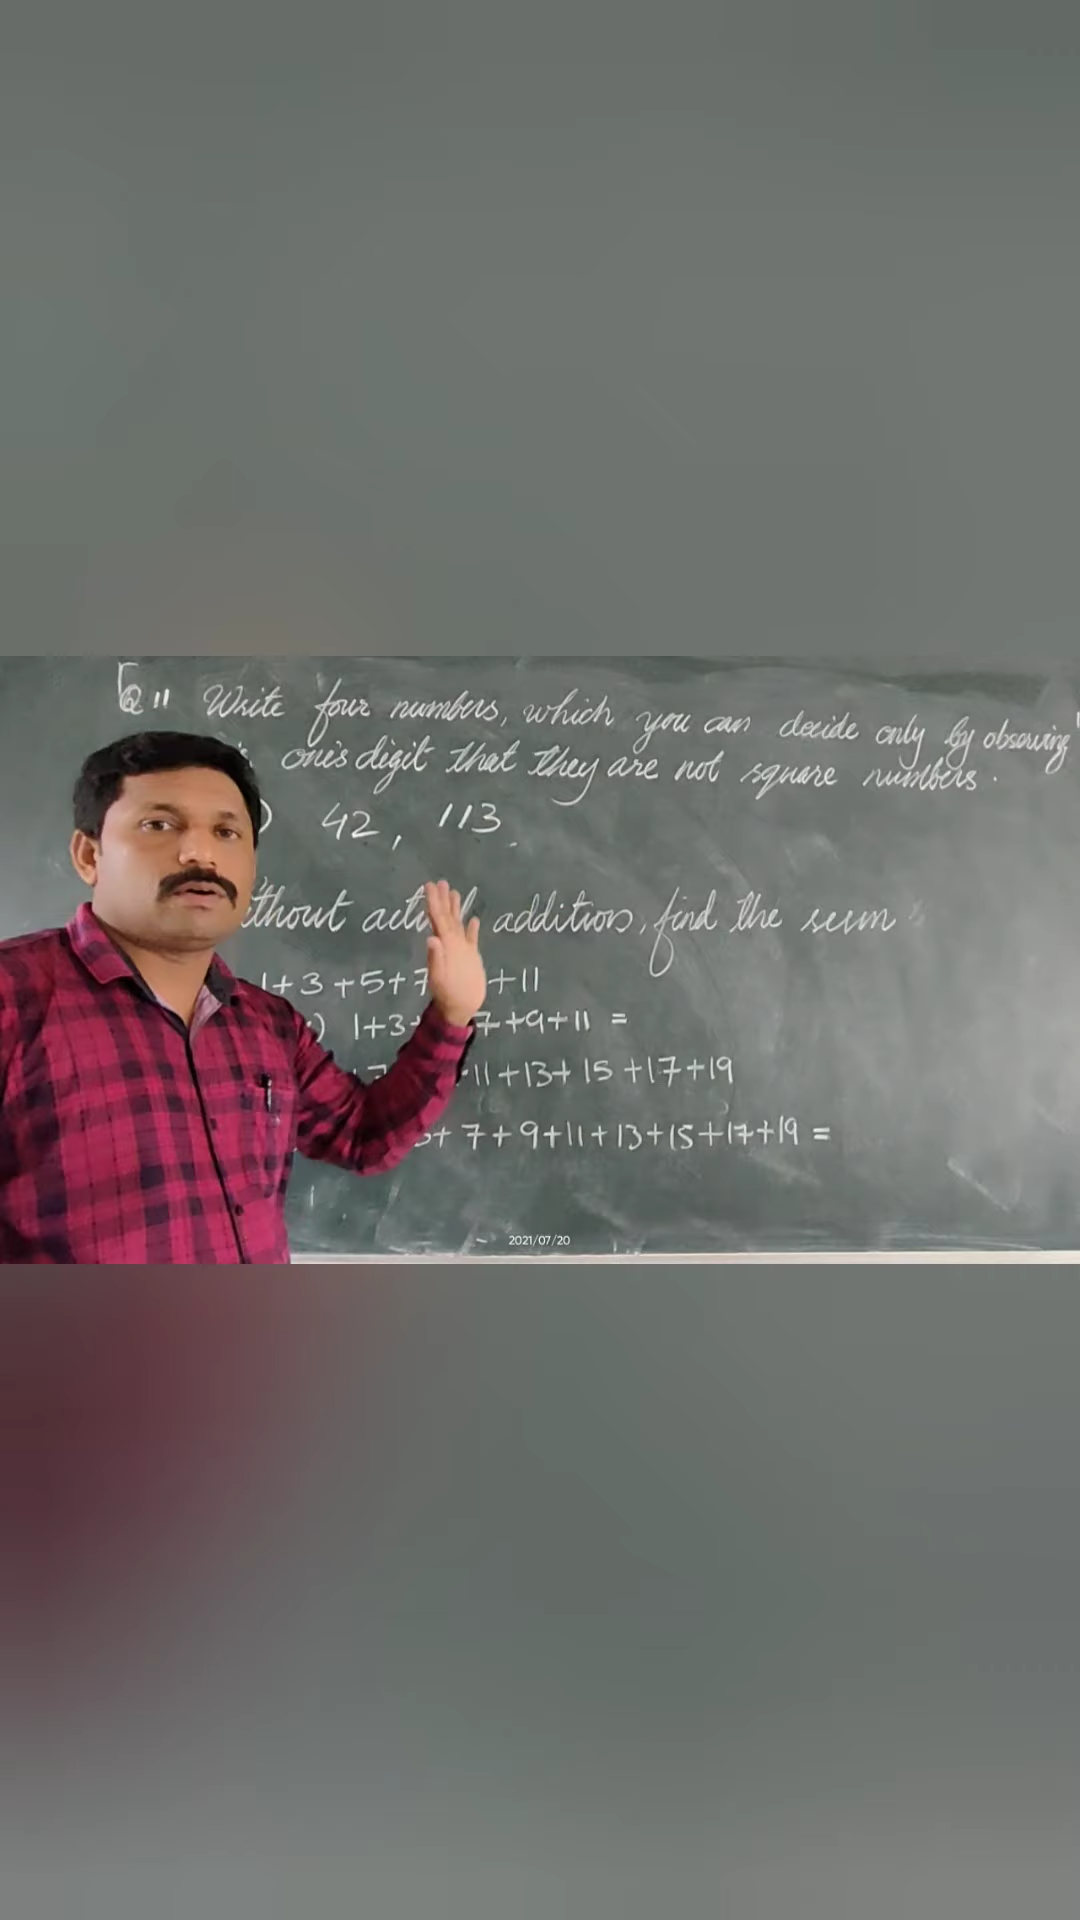 Q 11 Write four numbers, which you can decide only by observing
one's digit that they are not square numbers.
) 42, 113.
thout addition, find the sum
1+3+5+7 +11
) 1+3+ 7+9+11 =
11+13+15+17+19
+7+9+11+13+15+17+19 =
2021/07/20